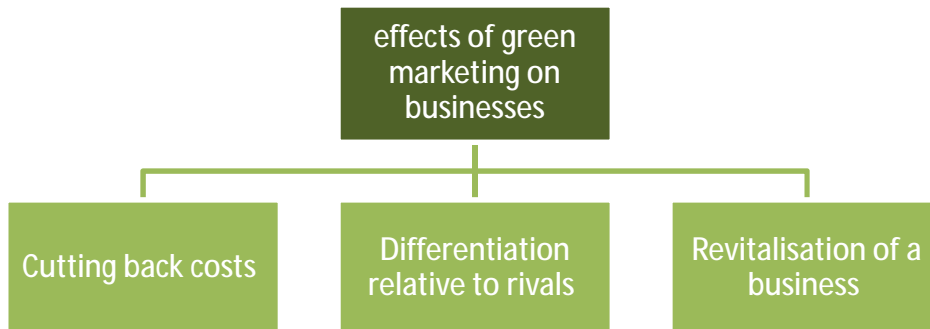 effects of green
marketing on
businesses
Cutting back costs
Differentiation
relative to rivals
Revitalisation of a
business